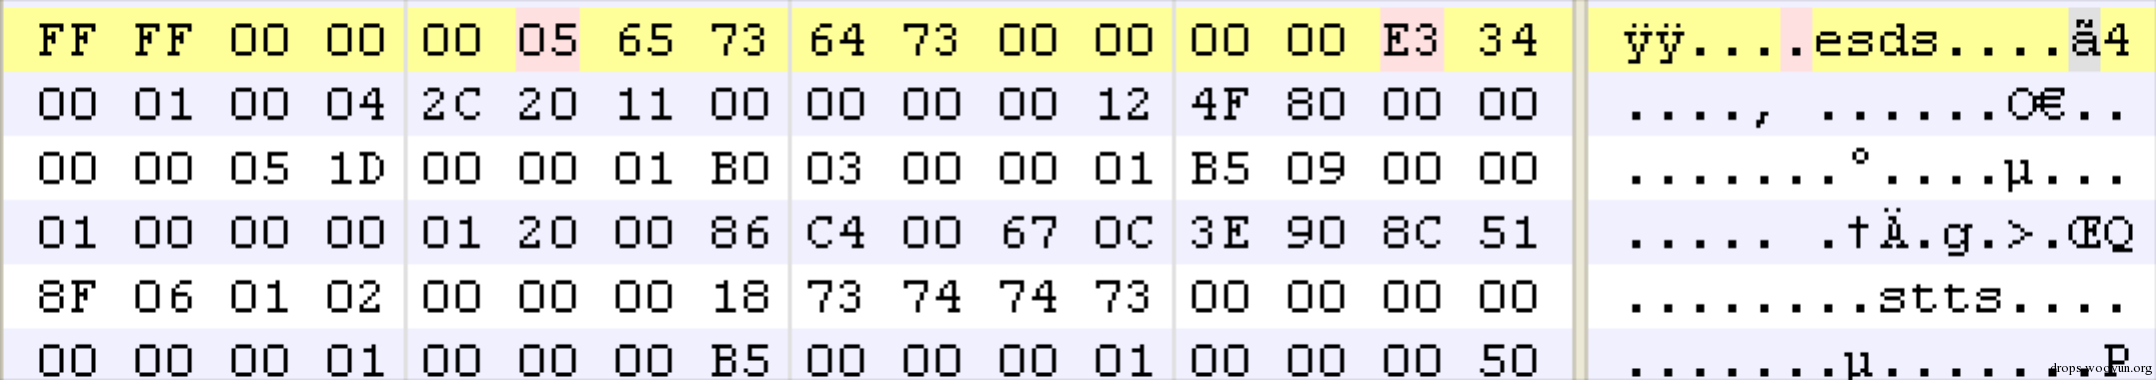 FF FF 00 00 00 05 65 73 64 73 00 00 00 00 E3 34 ÿÿ....esds....ã4
00 01 00 04 2C 20 11 00 00 00 00 12 4F 80 00 00 ...., ......O€..
00 00 05 1D 00 00 01 B0 03 00 00 01 B5 09 00 00 .......°....µ...
01 00 00 00 01 20 00 86 C4 00 67 0C 3E 90 8C 51 ..... .†Ä.g.>.ŒQ
8F 06 01 02 00 00 00 18 73 74 74 73 00 00 00 00 ........stts....
00 00 00 01 00 00 00 B5 00 00 00 01 00 00 00 50 .......µ.......P
drops.wooyun.org